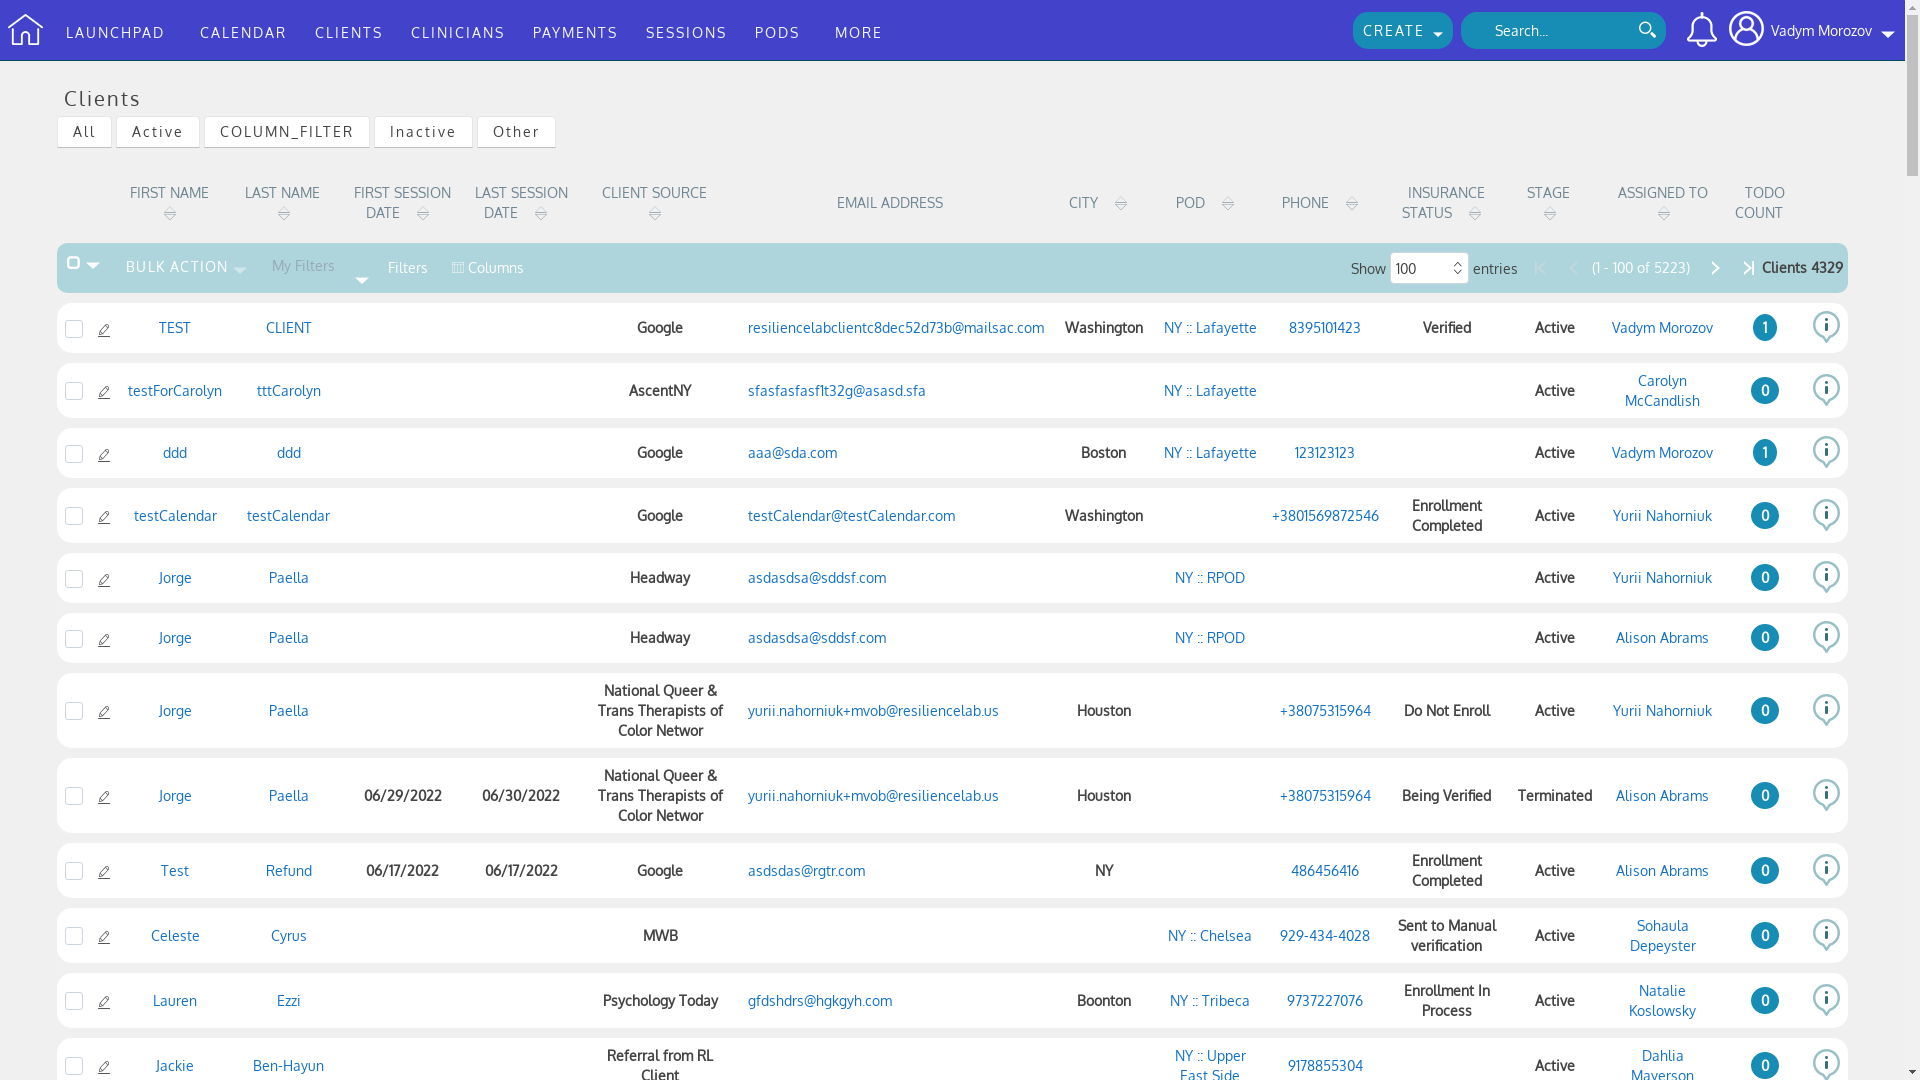 LAUNCHPAD CALENDAR CLIENTS CLINICIANS PAYMENTS SESSIONS PODS MORE CREATE Search... Vadym Morozov
Clients
All Active COLUMN_FILTER Inactive Other
FIRST NAME LAST NAME FIRST SESSION DATE LAST SESSION DATE CLIENT SOURCE EMAIL ADDRESS CITY POD PHONE INSURANCE STATUS STAGE ASSIGNED TO TODO COUNT
BULK ACTION My Filters Filters Columns Show 100 entries (1 - 100 of 5223) Clients 4329
TEST CLIENT Google resiliencelabclientc8dec52d73b@mailsac.com Washington NY :: Lafayette 8395101423 Verified Active Vadym Morozov 1
testForCarolyn tttCarolyn AscentNY sfasfasfasf1t32g@asasd.sfa NY :: Lafayette Active Carolyn McCandlish 0
ddd ddd Google aaa@sda.com Boston NY :: Lafayette 123123123 Active Vadym Morozov 1
testCalendar testCalendar Google testCalendar@testCalendar.com Washington +3801569872546 Enrollment Completed Active Yurii Nahorniuk 0
Jorge Paella Headway asdasdsa@sddsf.com NY :: RPOD Active Yurii Nahorniuk 0
Jorge Paella Headway asdasdsa@sddsf.com NY :: RPOD Active Alison Abrams 0
Jorge Paella National Queer & Trans Therapists of Color Networ yurii.nahorniuk+mvob@resiliencelab.us Houston +38075315964 Do Not Enroll Active Yurii Nahorniuk 0
Jorge Paella 06/29/2022 06/30/2022 National Queer & Trans Therapists of Color Networ yurii.nahorniuk+mvob@resiliencelab.us Houston +38075315964 Being Verified Terminated Alison Abrams 0
Test Refund 06/17/2022 06/17/2022 Google asdsdas@rgtr.com NY 486456416 Enrollment Completed Active Alison Abrams 0
Celeste Cyrus MWB NY :: Chelsea 929-434-4028 Sent to Manual verification Active Sohaula Depeyster 0
Lauren Ezzi Psychology Today gfdshdrs@hgkgyh.com Boonton NY :: Tribeca 9737227076 Enrollment In Process Active Natalie Koslowsky 0
Jackie Ben-Hayun Referral from RL Client NY :: Upper East Side 9178855304 Active Dahlia Mayerson 0